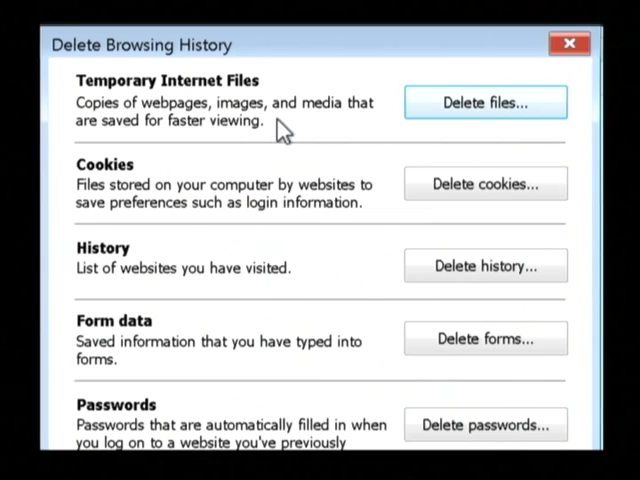 Delete Browsing History
Temporary Internet Files
Copies of webpages, images, and media that
are saved for faster viewing.
Delete files...
Cookies
Files stored on your computer by websites to
save preferences such as login information.
Delete cookies...
History
List of websites you have visited.
Delete history...
Form data
Saved information that you have typed into
forms.
Delete forms...
Passwords
Passwords that are automatically filled in when
you log on to a website you've previously
Delete passwords...